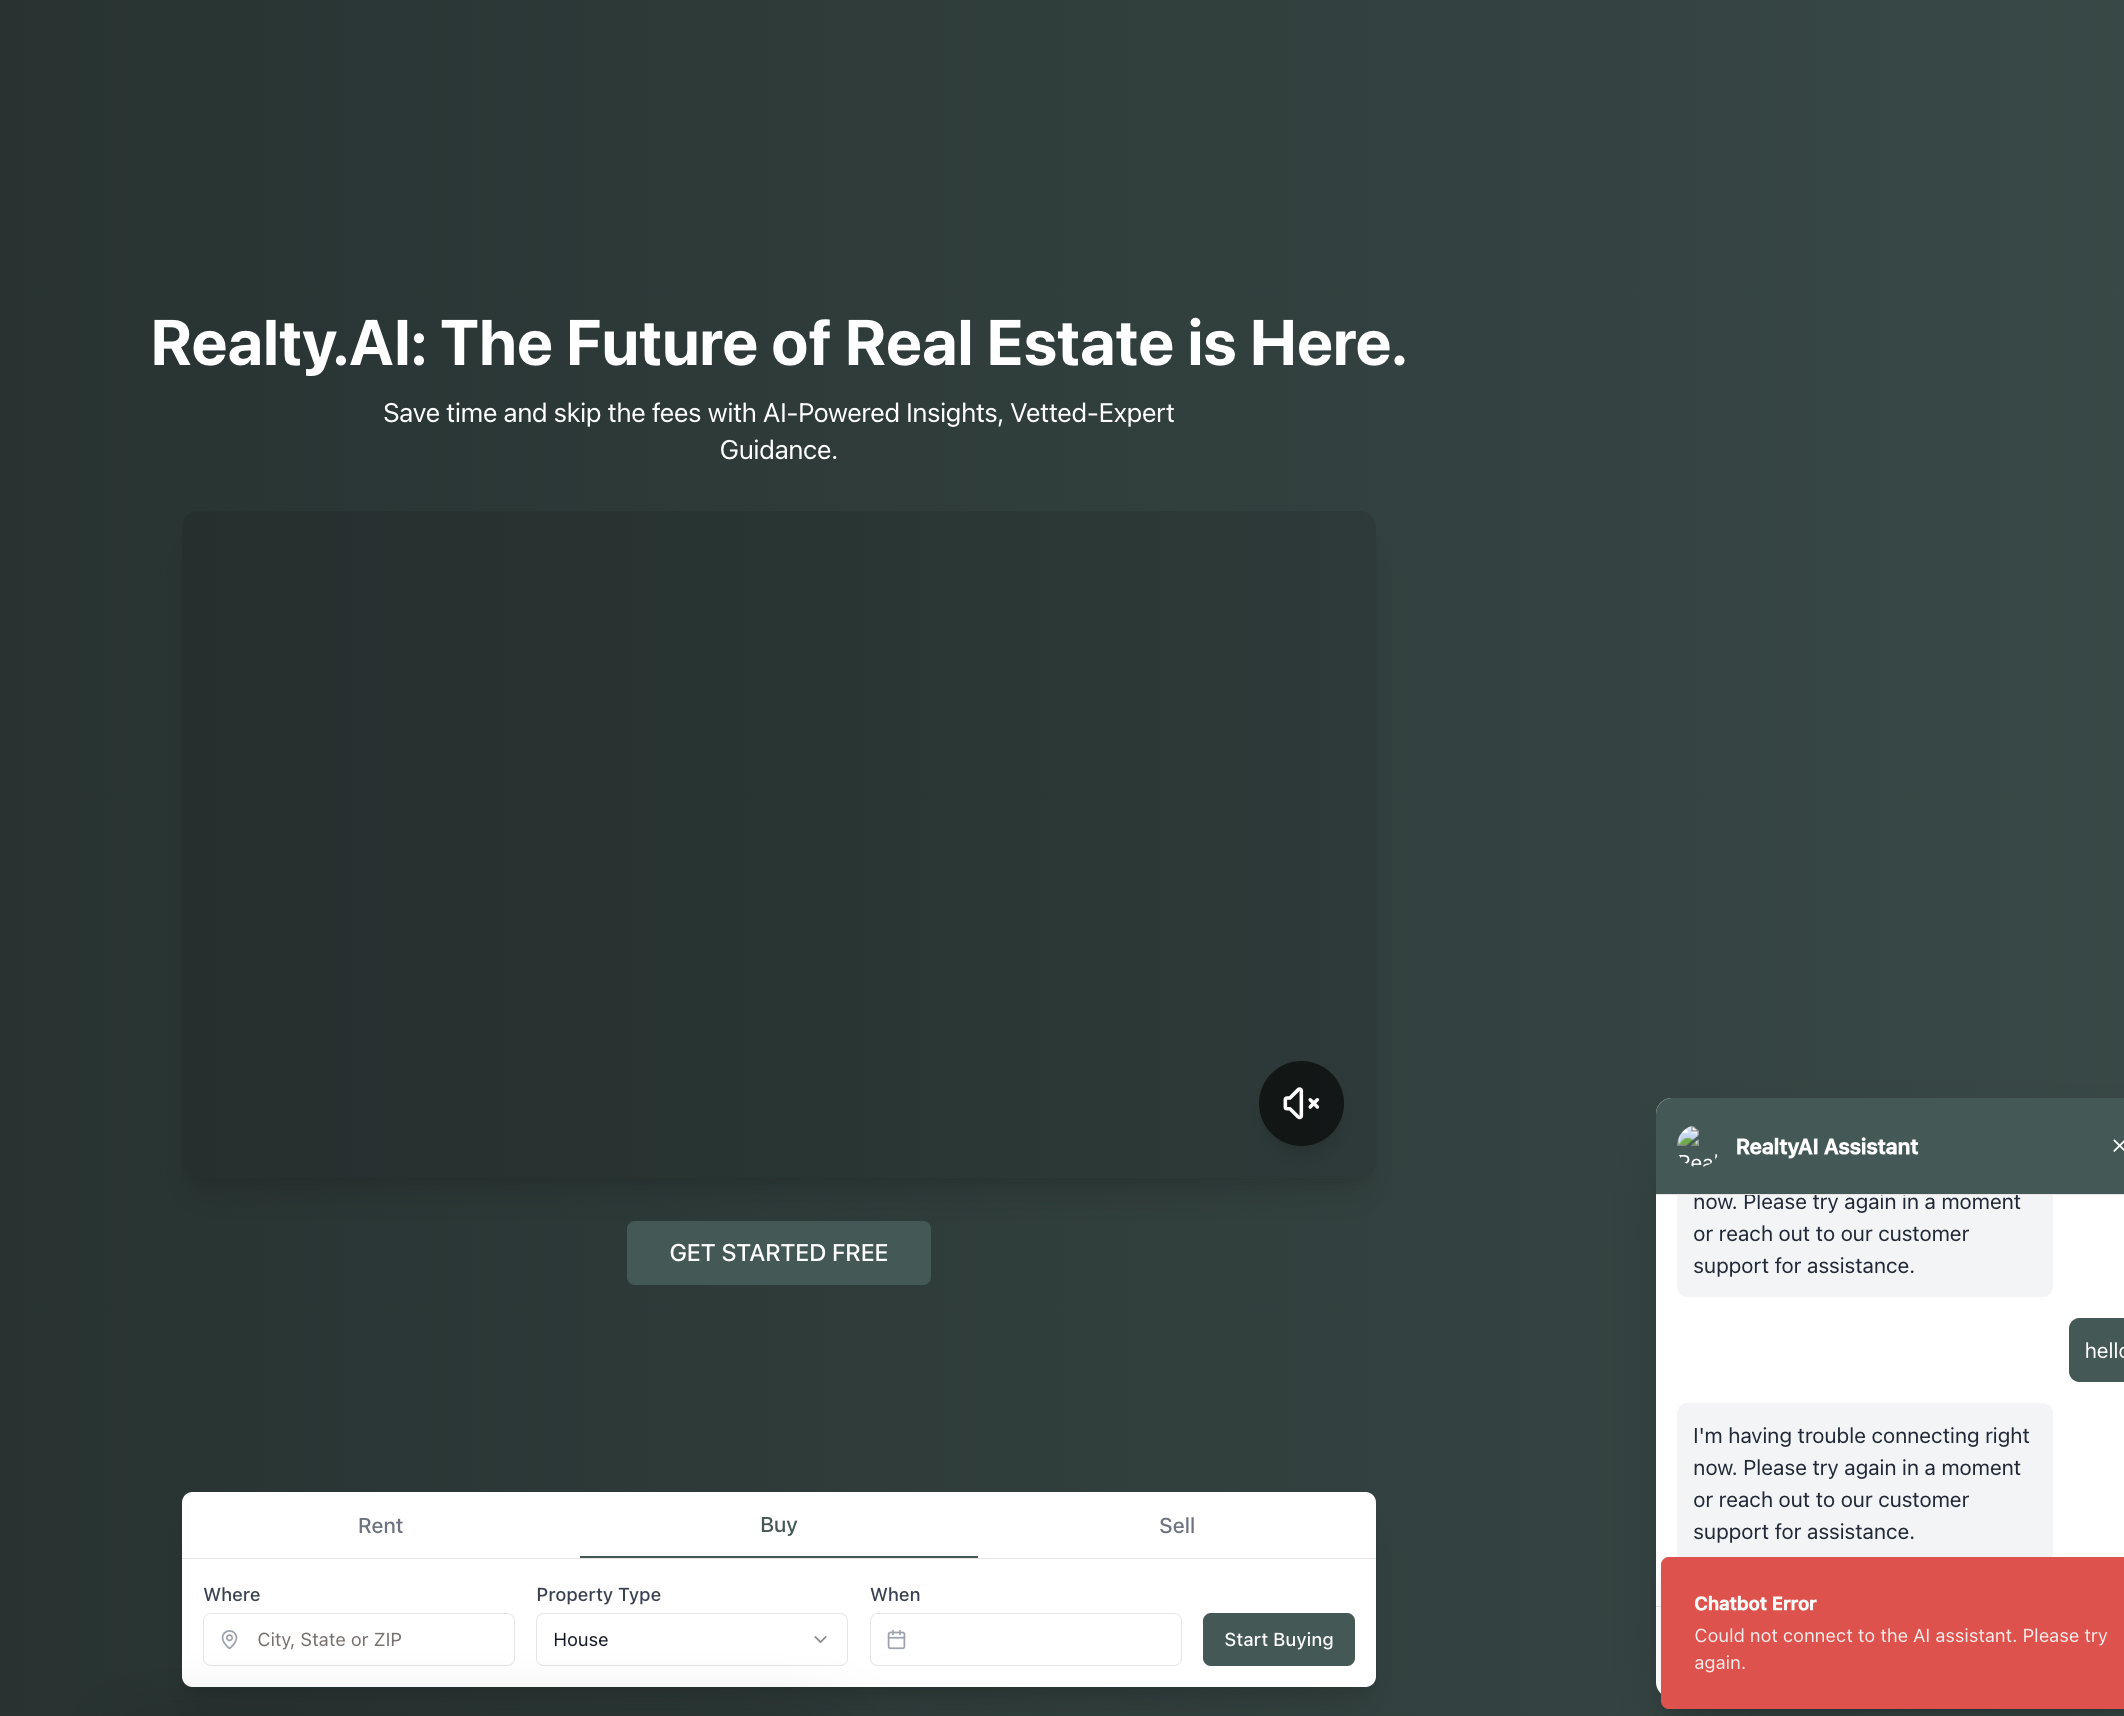 Realty.AI: The Future of Real Estate is Here.
Save time and skip the fees with AI-Powered Insights, Vetted-Expert
Guidance.
GET STARTED FREE
Rent
Buy
Sell
Where
Property Type
When
City, State or ZIP
House
Start Buying
RealtyAI Assistant
now. Please try again in a moment
or reach out to our customer
support for assistance.
I'm having trouble connecting right
now. Please try again in a moment
or reach out to our customer
support for assistance.
Chatbot Error
Could not connect to the AI assistant. Please try
again.